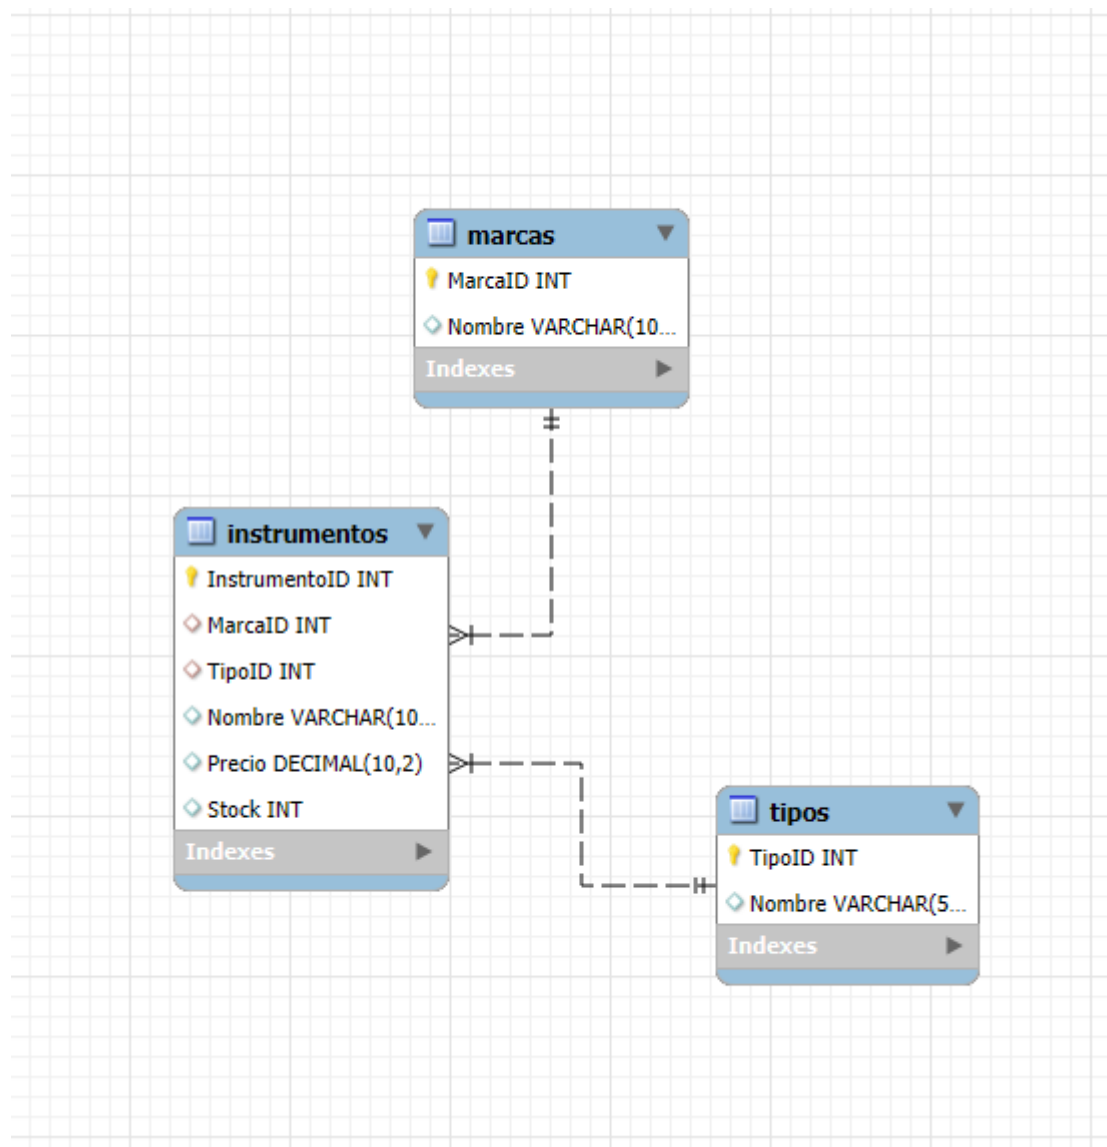 marcas
MarcaID INT
Nombre VARCHAR(10...
Indexes
instrumentos
InstrumentoID INT
MarcaID INT
TipoID INT
Nombre VARCHAR(10...
Precio DECIMAL(10,2)
Stock INT
Indexes
tipos
TipoID INT
Nombre VARCHAR(5...
Indexes